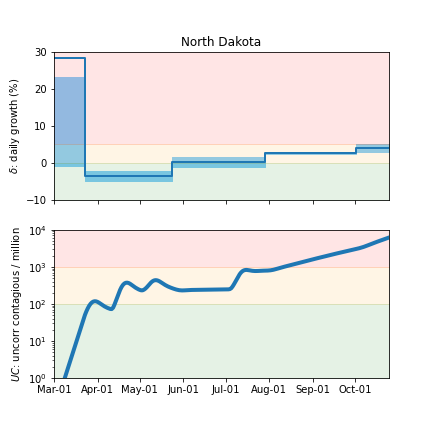 North Dakota
δ: daily growth (%)
30
20
10
0
−10
UC: uncorr contagious / million
10⁴
10³
10²
10¹
10⁰
Mar-01 Apr-01 May-01 Jun-01 Jul-01 Aug-01 Sep-01 Oct-01